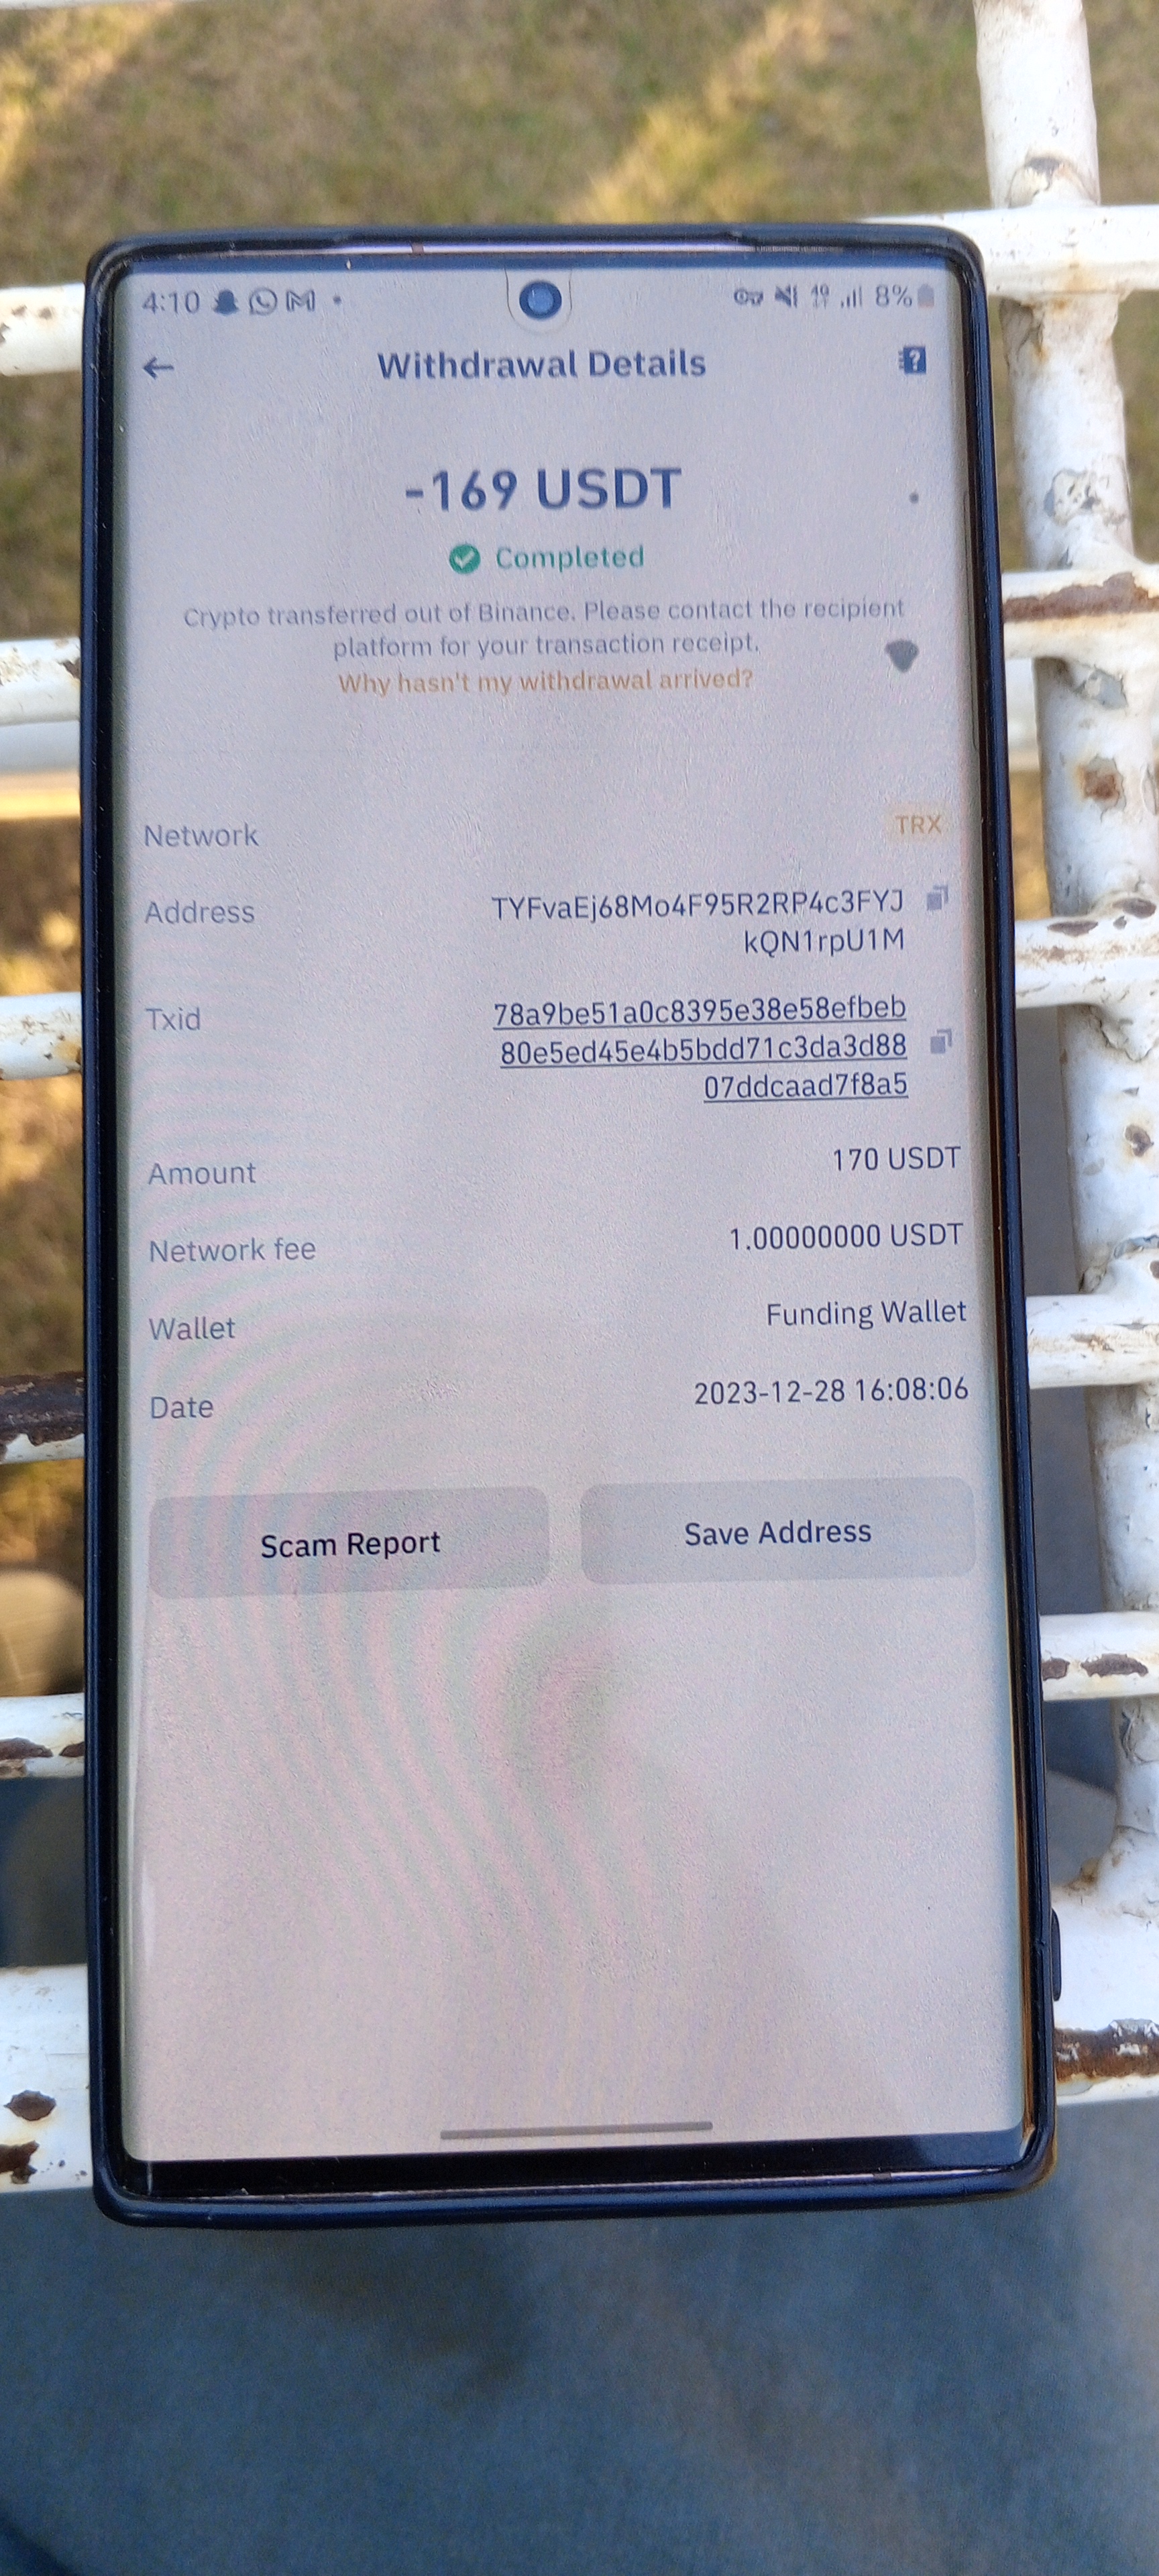 4:10
8%
Withdrawal Details
-169 USDT
Completed
Crypto transferred out of Binance. Please contact the recipient
platform for your transaction receipt.
Why hasn't my withdrawal arrived?
Network TRX
Address TYFvaEj68Mo4F95R2RP4c3FYJ
kQN1rpU1M
Txid 78a9be51a0c8395e38e58efbeb
80e5ed45e4b5bdd71c3da3d88
07ddcaad7f8a5
Amount 170 USDT
Network fee 1.00000000 USDT
Wallet Funding Wallet
Date 2023-12-28 16:08:06
Scam Report Save Address